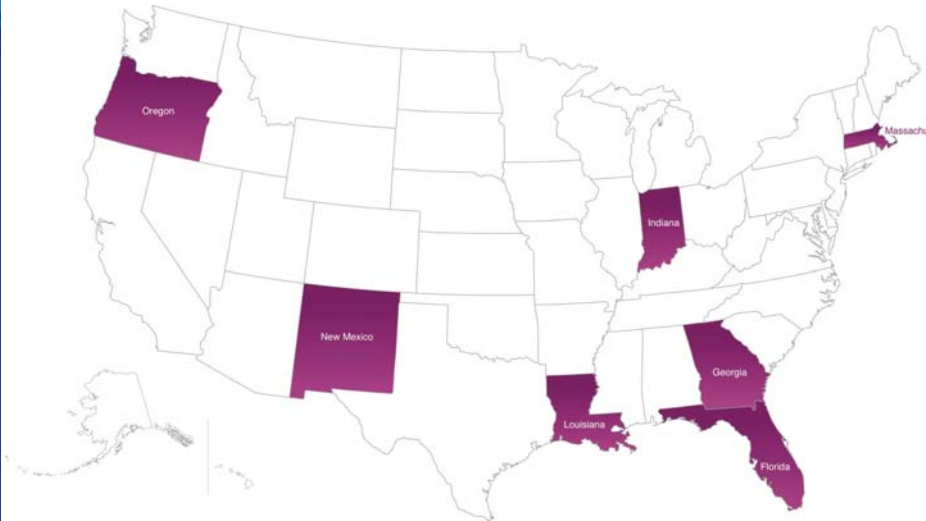 Oregon
Massachu
Indiana
New Mexico
Georgia
Louisiana
Florida